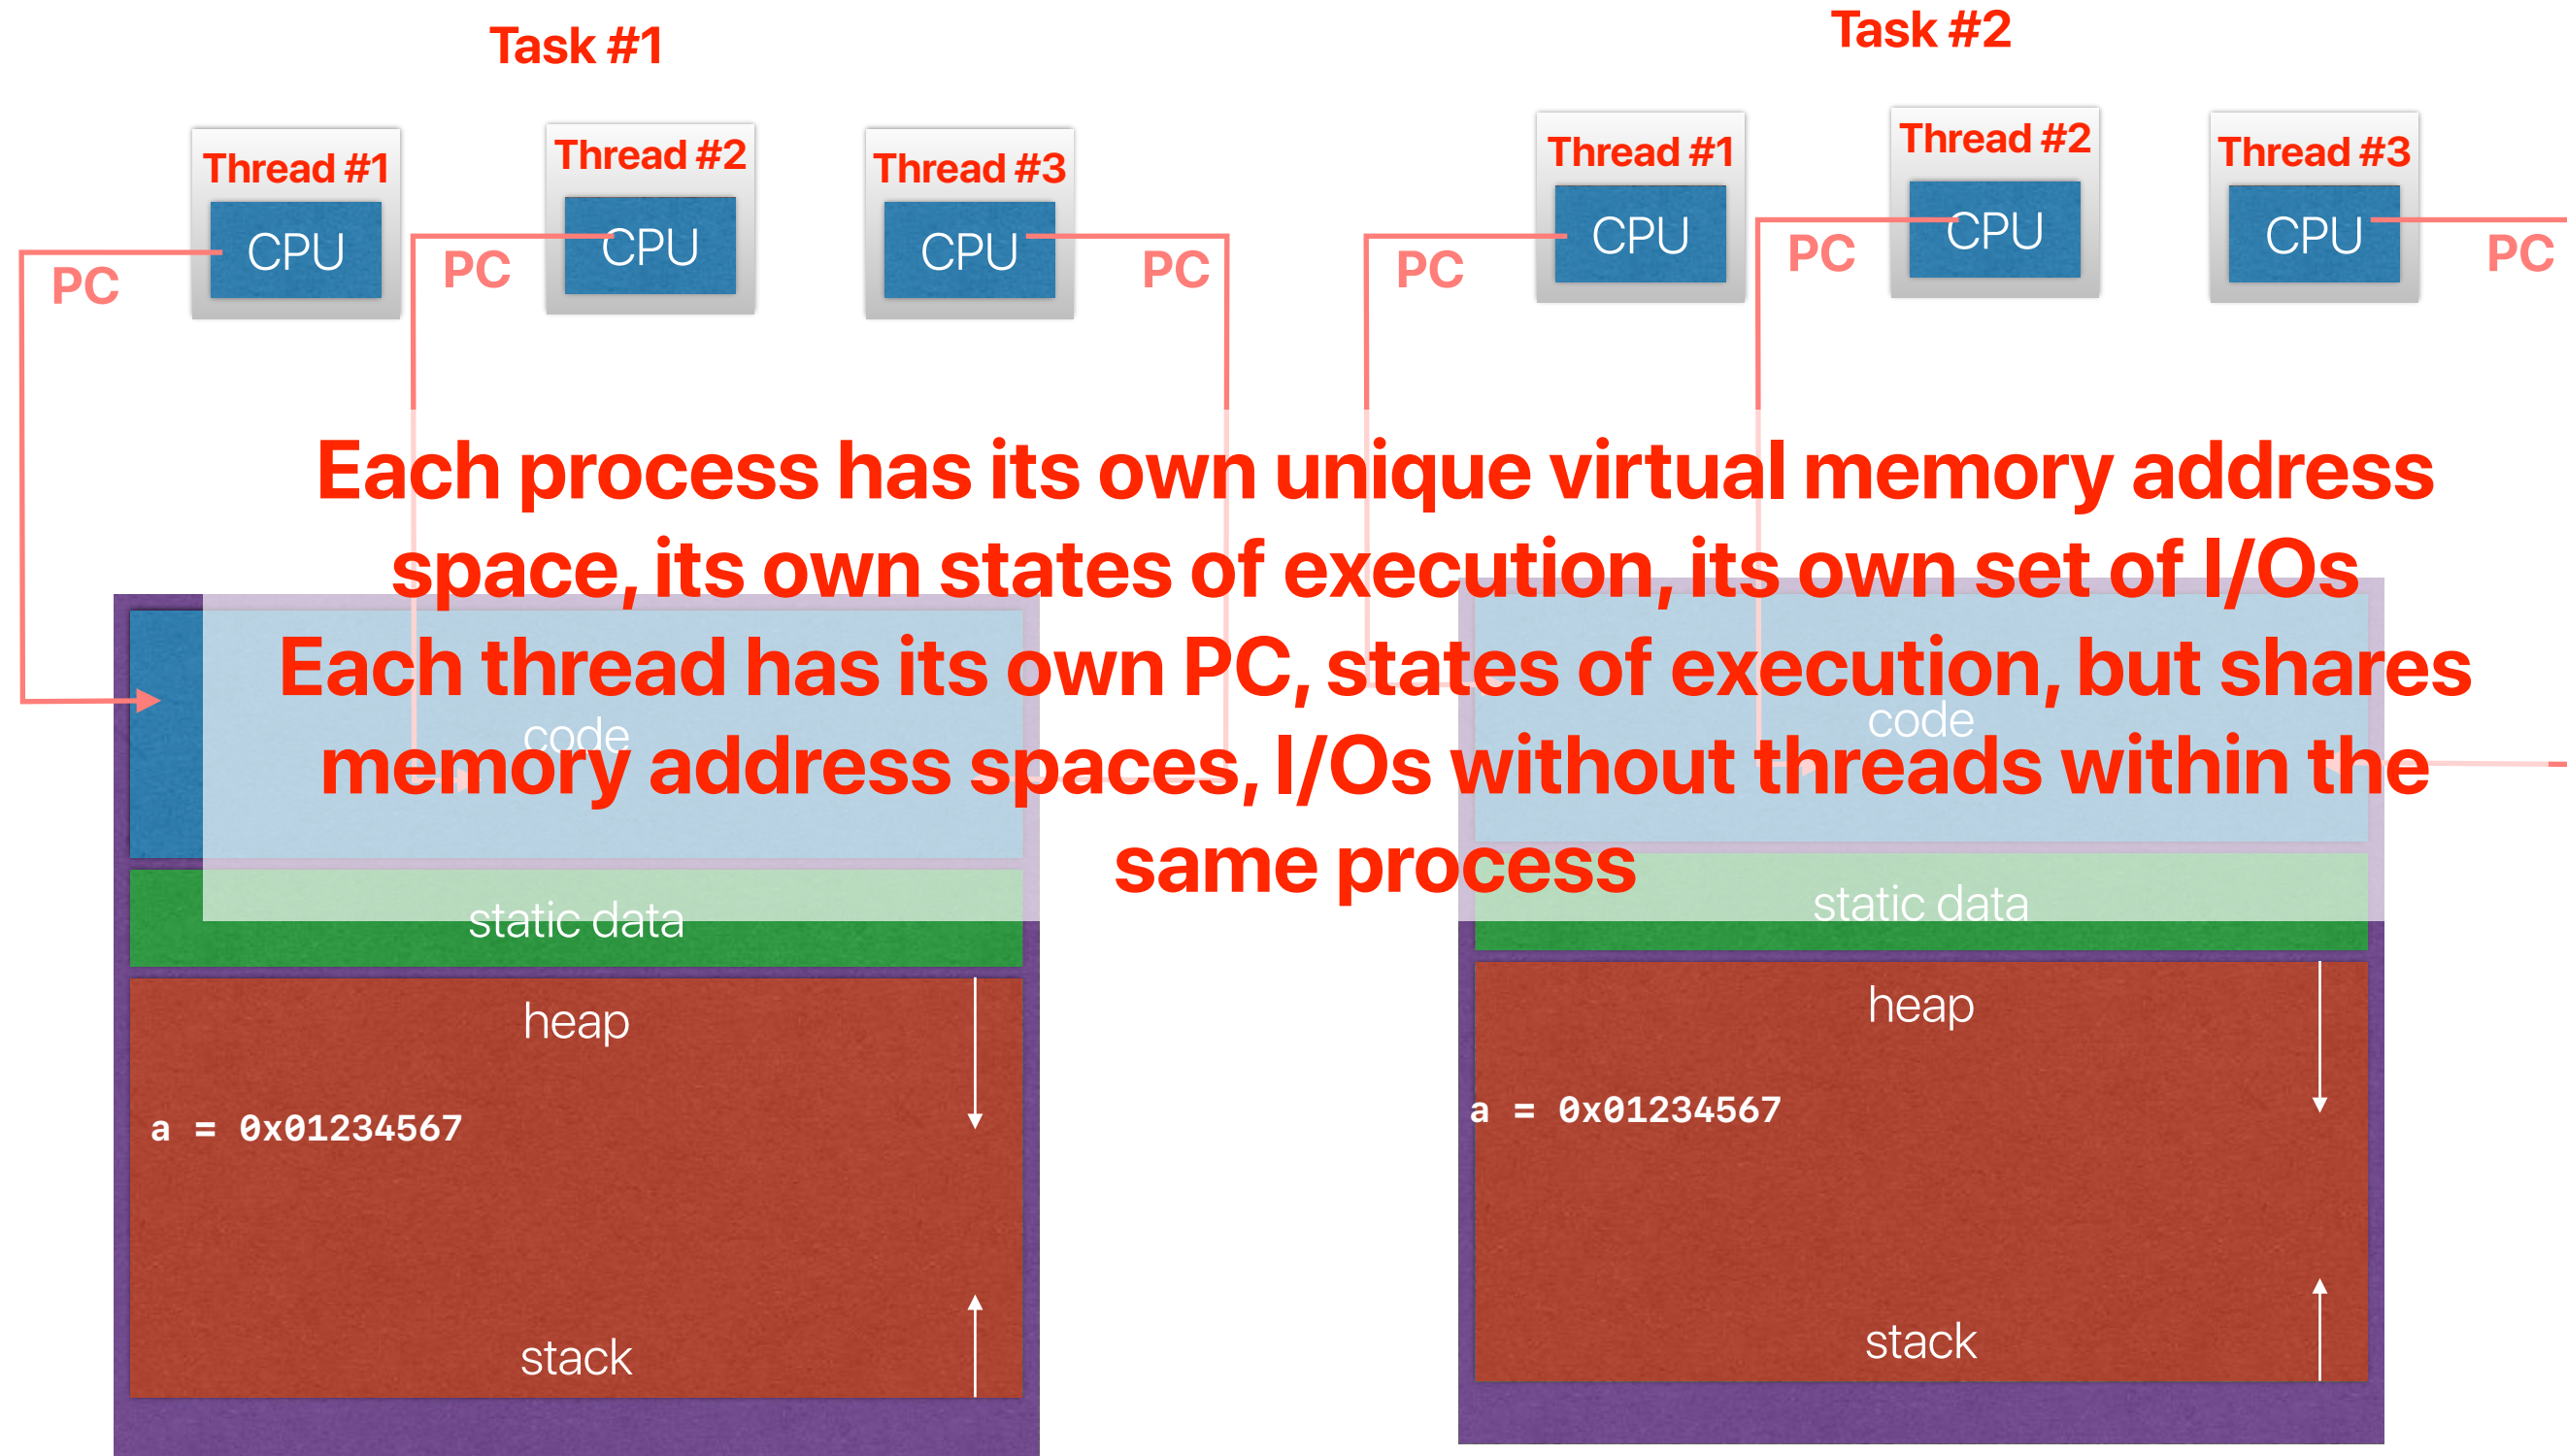 Task #1
Task #2
Thread #1
Thread #2
Thread #3
Thread #1
Thread #2
Thread #3
CPU
CPU
CPU
CPU
CPU
CPU
PC
PC
PC
PC
PC
PC
Each process has its own unique virtual memory address
space, its own states of execution, its own set of I/Os
Each thread has its own PC, states of execution, but shares
memory address spaces, I/Os without threads within the
same process
code
code
static data
static data
heap
heap
a = 0x01234567
a = 0x01234567
stack
stack